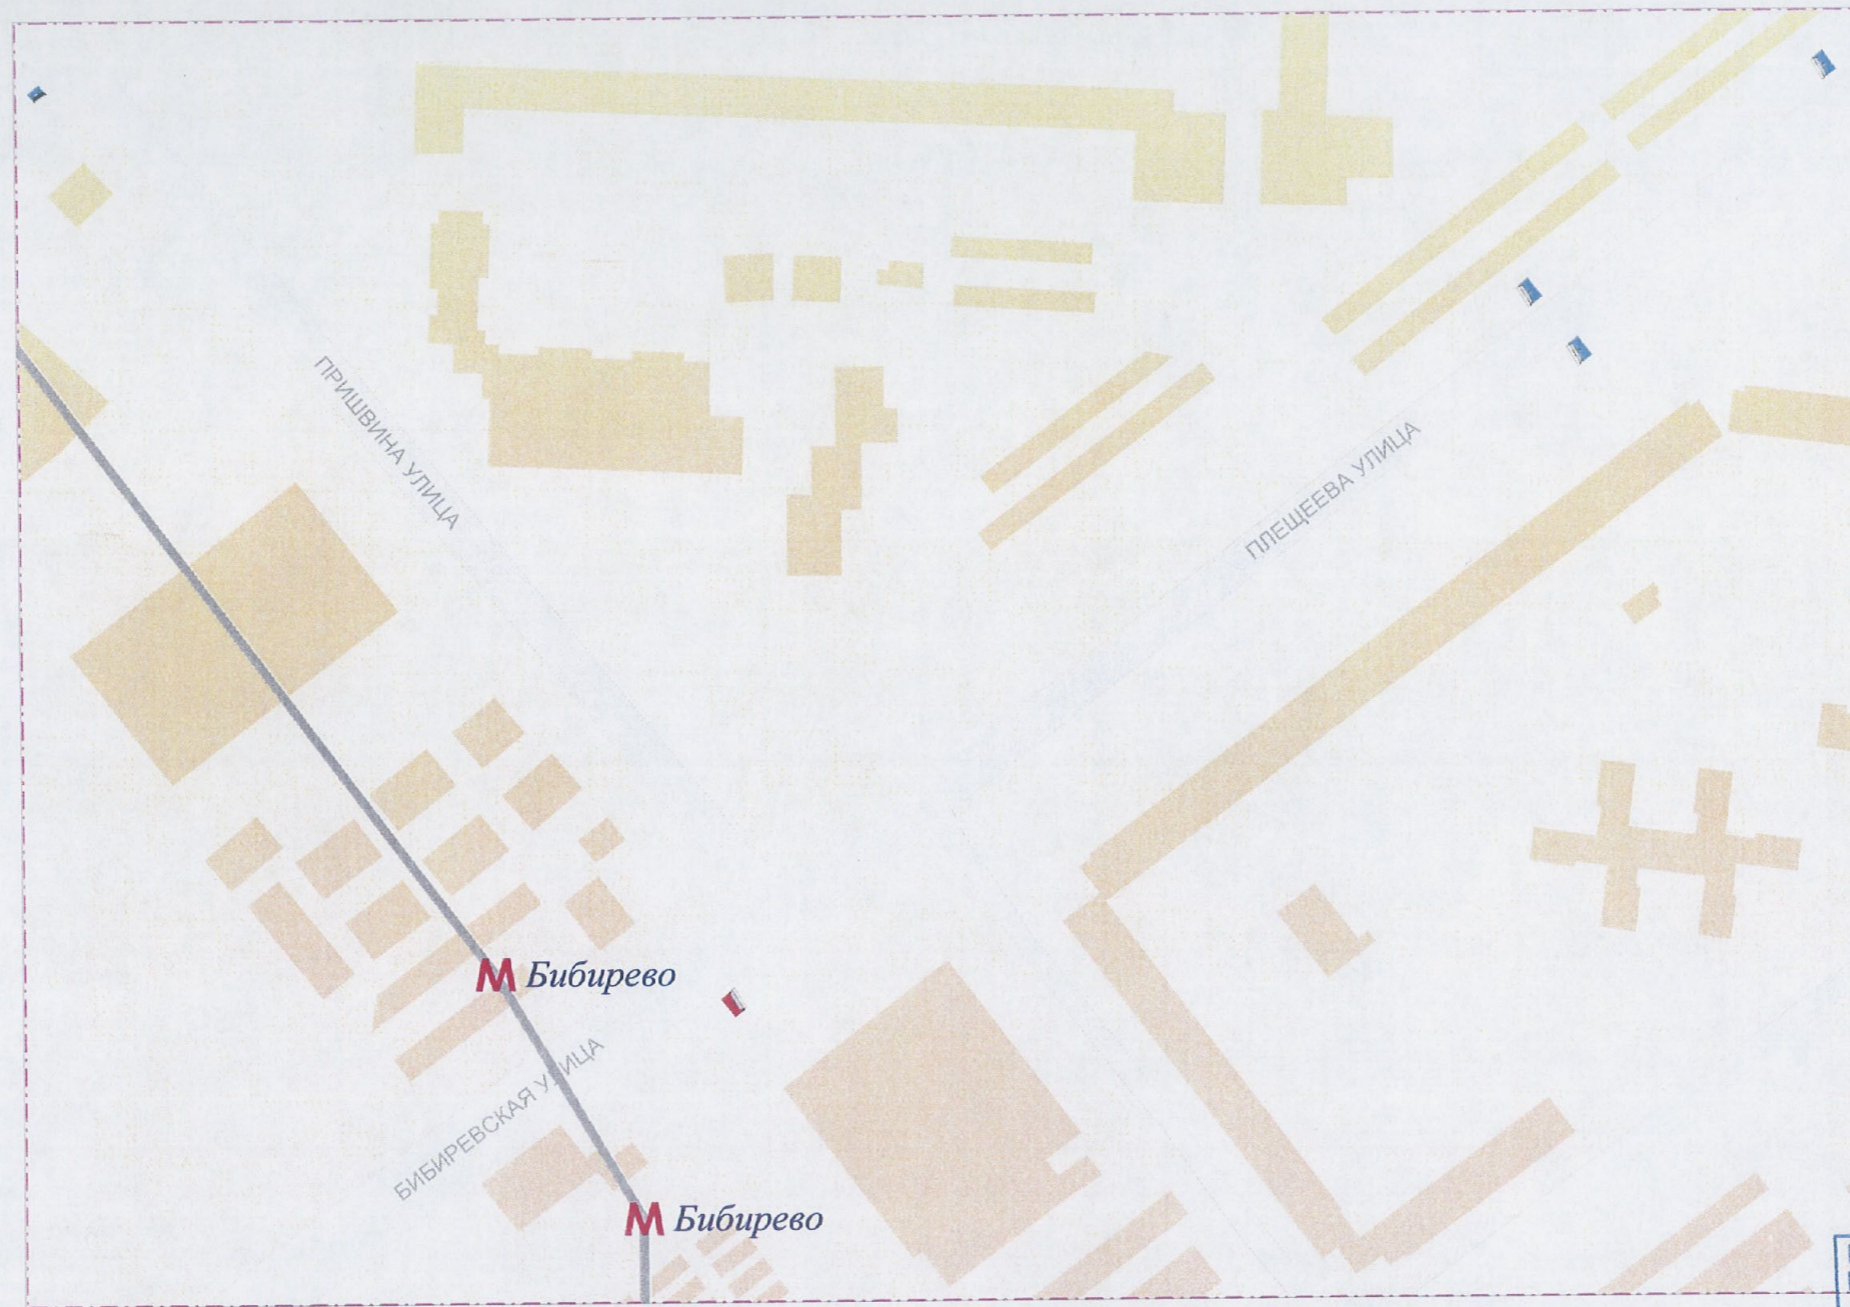 ПРИШВИНА УЛИЦА
ПЛЕЩЕЕВА УЛИЦА
М Бибирево
БИБИРЕВСКАЯ УЛИЦА
М Бибирево